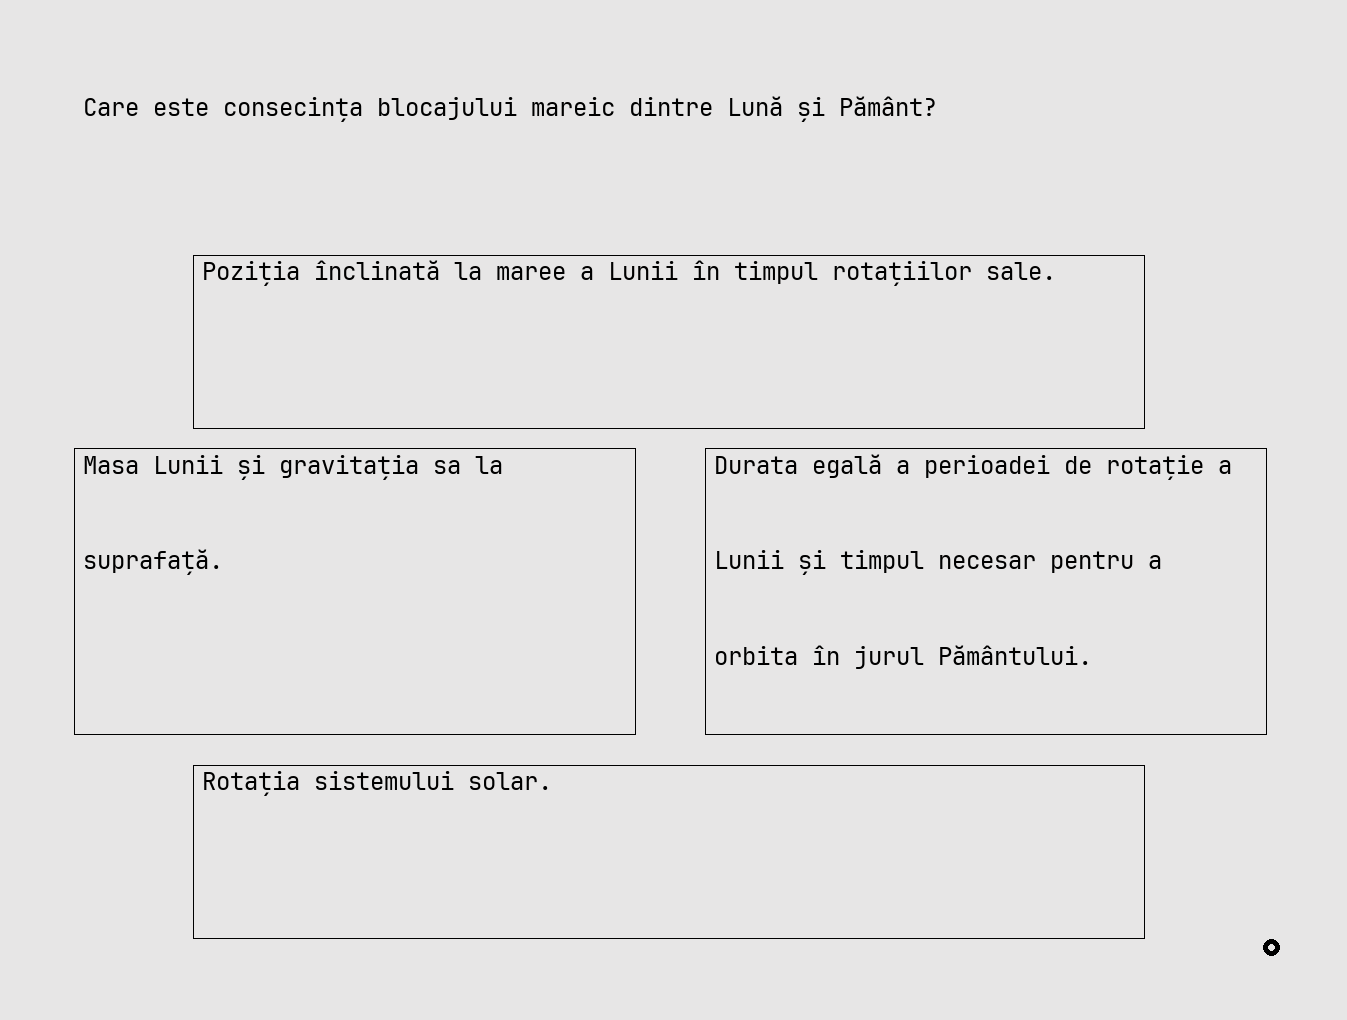 Care este consecința blocajului mareic dintre Lună și Pământ?
Poziția înclinată la maree a Lunii în timpul rotațiilor sale.
Masa Lunii și gravitația sa la
suprafață.
Durata egală a perioadei de rotație a
Lunii și timpul necesar pentru a
orbita în jurul Pământului.
Rotația sistemului solar.